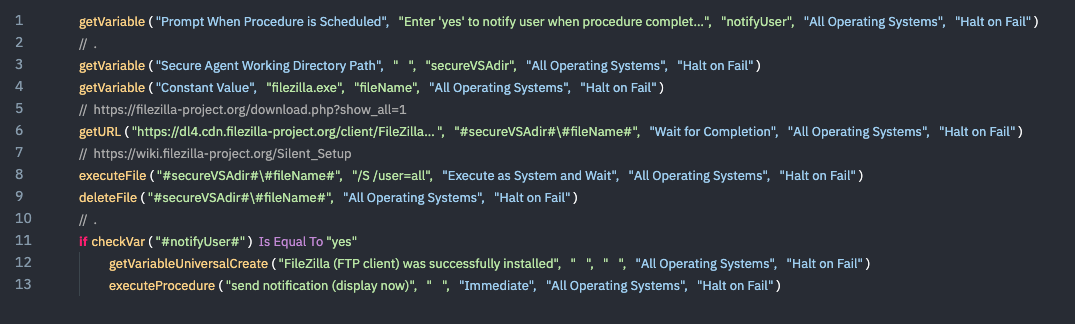 1 getVariable ("Prompt When Procedure is Scheduled", "Enter 'yes' to notify user when procedure complet...", "notifyUser", "All Operating Systems", "Halt on Fail")
2 // .
3 getVariable ("Secure Agent Working Directory Path", " ", "secureVSAdir", "All Operating Systems", "Halt on Fail")
4 getVariable ("Constant Value", "filezilla.exe", "fileName", "All Operating Systems", "Halt on Fail")
5 // https://filezilla-project.org/download.php?show_all=1
6 getURL ("https://dl4.cdn.filezilla-project.org/client/FileZilla...", "#secureVSAdir#\#fileName#", "Wait for Completion", "All Operating Systems", "Halt on Fail")
7 // https://wiki.filezilla-project.org/Silent_Setup
8 executeFile ("#secureVSAdir#\#fileName#", "/S /user=all", "Execute as System and Wait", "All Operating Systems", "Halt on Fail")
9 deleteFile ("#secureVSAdir#\#fileName#", "All Operating Systems", "Halt on Fail")
10 // .
11 if checkVar ("#notifyUser#") Is Equal To "yes"
12 getVariableUniversalCreate ("FileZilla (FTP client) was successfully installed", " ", " ", "All Operating Systems", "Halt on Fail")
13 executeProcedure ("send notification (display now)", " ", "Immediate", "All Operating Systems", "Halt on Fail")